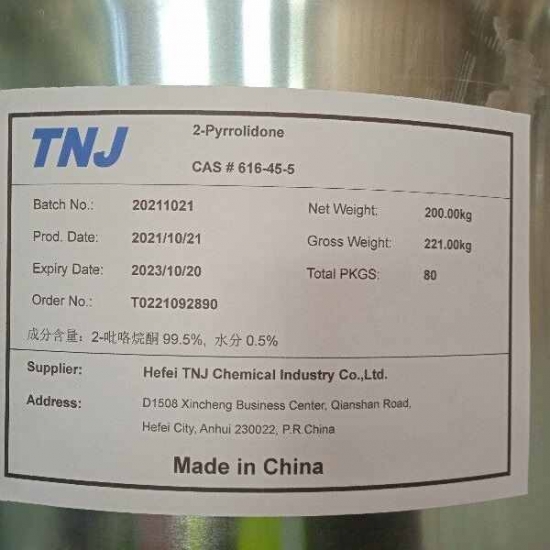 TNJ
2-Pyrrolidone
CAS # 616-45-5
Batch No.: 20211021
Net Weight: 200.00kg
Prod. Date: 2021/10/21
Gross Weight: 221.00kg
Expiry Date: 2023/10/20
Total PKGS: 80
Order No.: T0221092890
成分含量：2-吡咯烷酮 99.5%, 水分 0.5%
Supplier: Hefei TNJ Chemical Industry Co.,Ltd.
Address: D1508 Xincheng Business Center, Qianshan Road,
Hefei City, Anhui 230022, P.R.China
Made in China